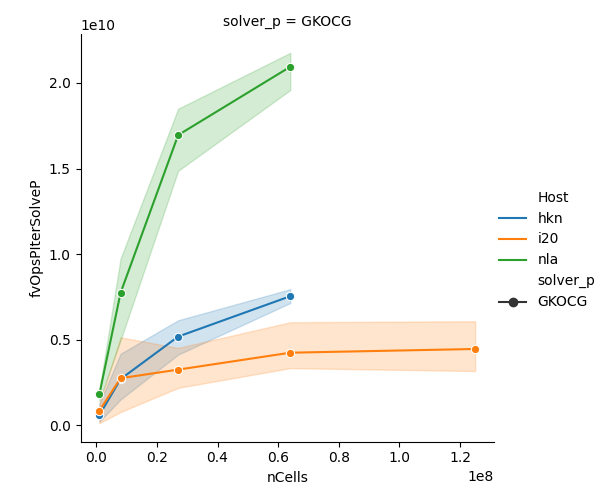 solver_p = GKOCG
1e10
2.0
1.5
1.0
0.5
0.0
fvOpsPIterSolveP
0.0 0.2 0.4 0.6 0.8 1.0 1.2
1e8
nCells
Host
hkn
i20
nla
solver_p
GKOCG